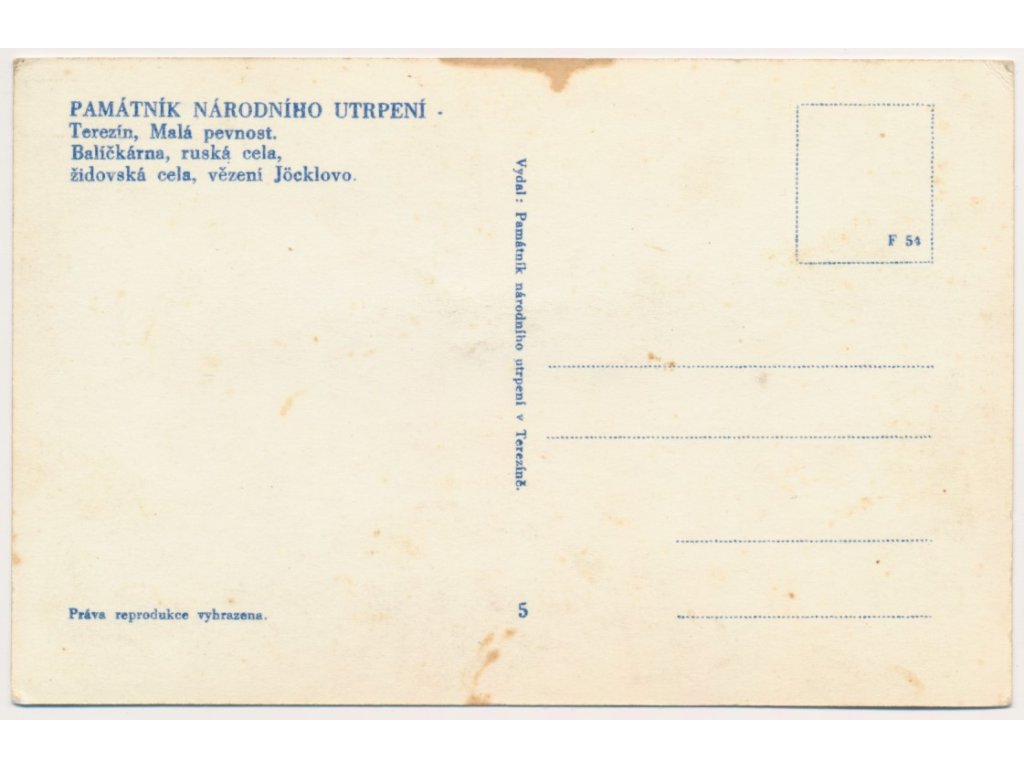 PAMÁTNÍK NÁRODNÍHO UTRPENÍ -
Terezín, Malá pevnost.
Balíčkárna, ruská cela,
židovská cela, vězení Jöcklovo.
Vydal: Památník národního utrpení v Terezíně.
F 54
Práva reprodukce vyhrazena.
5